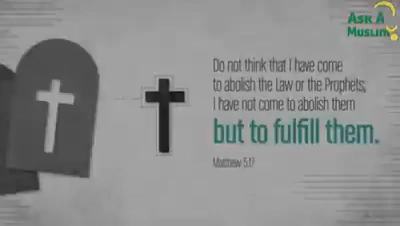 ASK A
MUSLIM
Do not think that I have come
to abolish the Law or the Prophets;
I have not come to abolish them
but to fulfill them.
Matthew 5:17